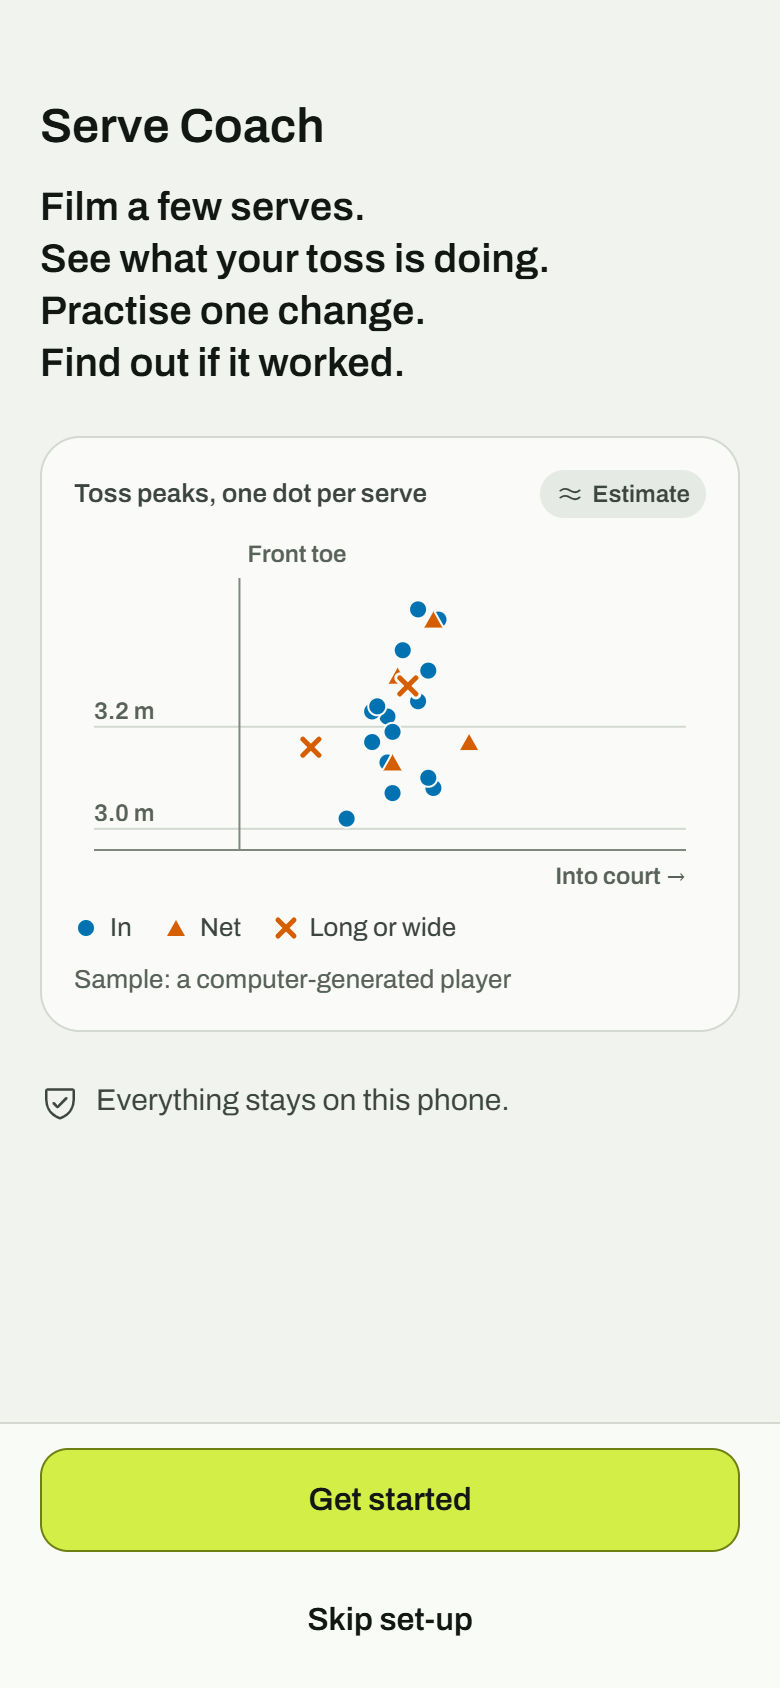 Serve Coach
Film a few serves.
See what your toss is doing.
Practise one change.
Find out if it worked.
Toss peaks, one dot per serve
Estimate
Front toe
3.2 m
3.0 m
Into court →
In
Net
Long or wide
Sample: a computer-generated player
Everything stays on this phone.
Get started
Skip set-up